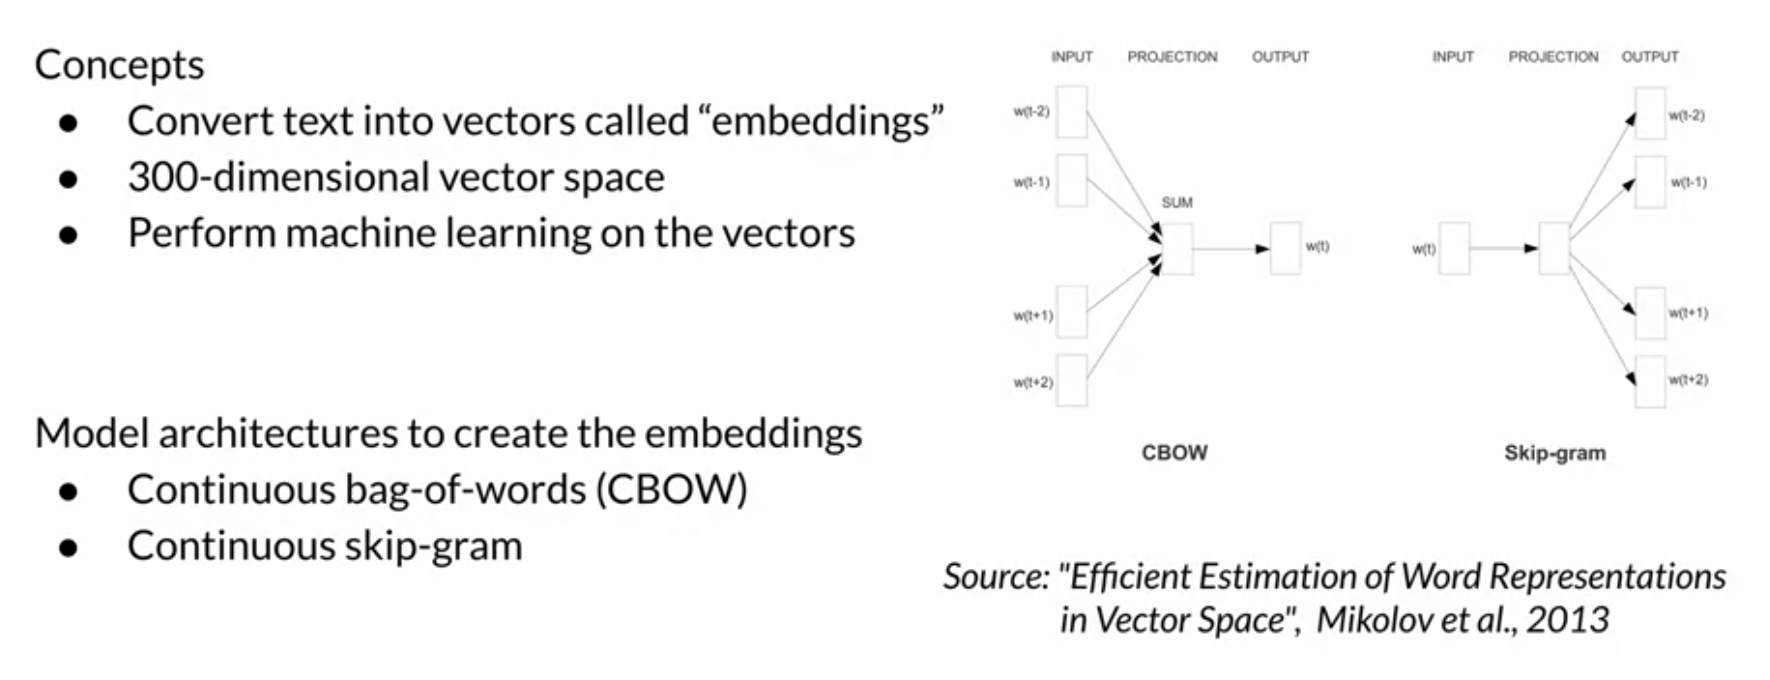 Concepts
● Convert text into vectors called “embeddings”
● 300-dimensional vector space
● Perform machine learning on the vectors
Model architectures to create the embeddings
● Continuous bag-of-words (CBOW)
● Continuous skip-gram
INPUT PROJECTION OUTPUT
w(t-2)
w(t-1)
SUM
w(t)
w(t+1)
w(t+2)
CBOW
INPUT PROJECTION OUTPUT
w(t-2)
w(t-1)
w(t)
w(t+1)
w(t+2)
Skip-gram
Source: "Efficient Estimation of Word Representations
in Vector Space", Mikolov et al., 2013